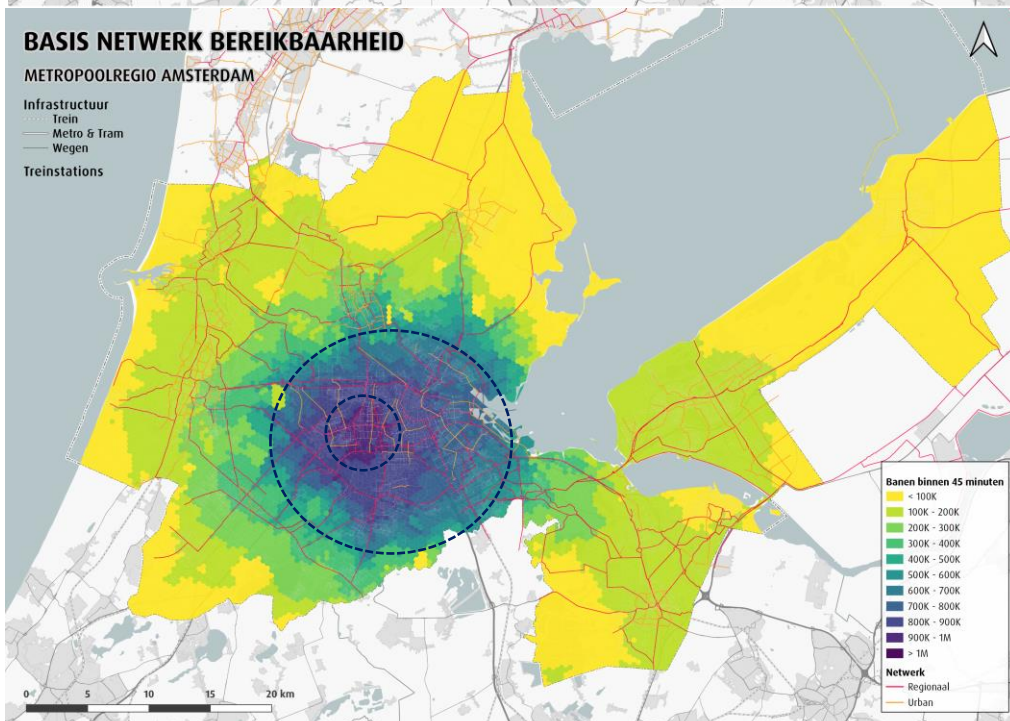 BASIS NETWERK BEREIKBAARHEID
METROPOOLREGIO AMSTERDAM
Infrastructuur
Trein
Metro & Tram
Wegen
Treinstations
Banen binnen 45 minuten
< 100K
100K - 200K
200K - 300K
300K - 400K
400K - 500K
500K - 600K
600K - 700K
700K - 800K
800K - 900K
900K - 1M
> 1M
Netwerk
Regionaal
Urban
0 5 10 15 20 km